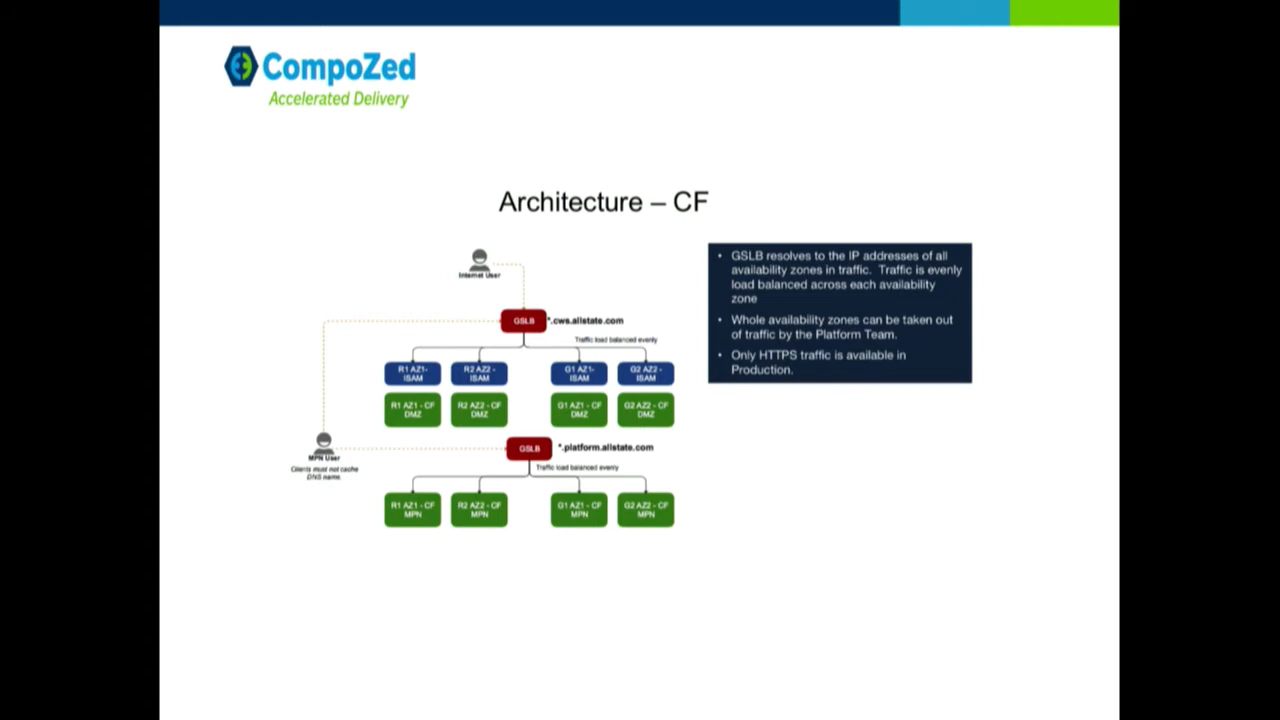 CompoZed
Accelerated Delivery
Architecture – CF
Internet User
GSLB
*.cws.allstate.com
Traffic load balanced evenly
R1 AZ1-
ISAM
R2 AZ2 -
ISAM
G1 AZ1-
ISAM
G2 AZ2 -
ISAM
R1 AZ1 - CF
DMZ
R2 AZ2 - CF
DMZ
G1 AZ1 - CF
DMZ
G2 AZ2 - CF
DMZ
MPN User
Clients must not cache
DNS name.
GSLB
*.platform.allstate.com
Traffic load balanced evenly
R1 AZ1 - CF
MPN
R2 AZ2 - CF
MPN
G1 AZ1 - CF
MPN
G2 AZ2 - CF
MPN
• GSLB resolves to the IP addresses of all
availability zones in traffic. Traffic is evenly
load balanced across each availability
zone
• Whole availability zones can be taken out
of traffic by the Platform Team.
• Only HTTPS traffic is available in
Production.